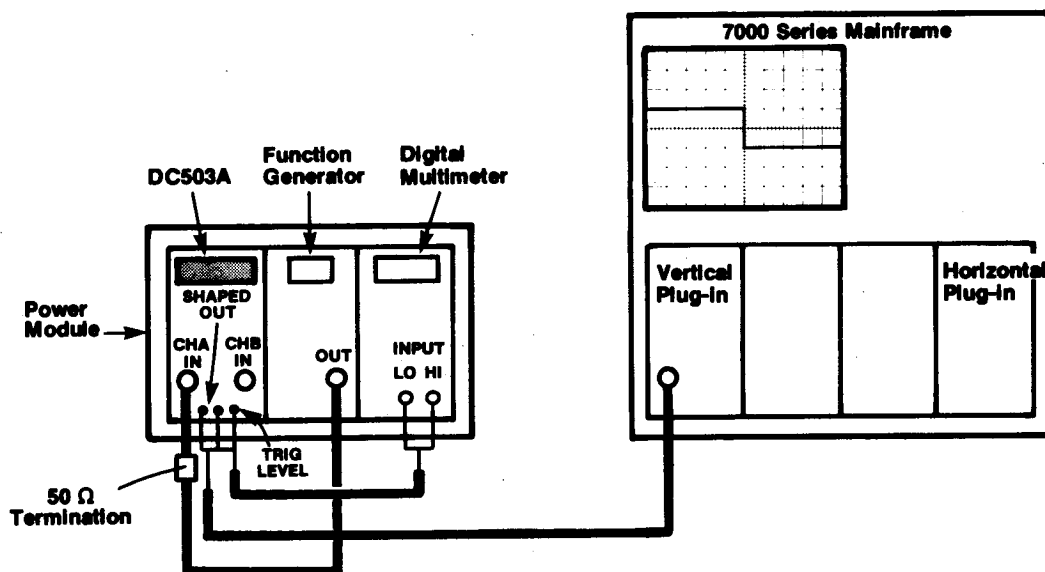 7000 Series Mainframe
DC503A
Function
Generator
Digital
Multimeter
Power
Module
SHAPED
OUT
CHA
IN
CHB
IN
OUT
INPUT
LO HI
TRIG
LEVEL
50 Ω
Termination
Vertical
Plug-in
Horizontal
Plug-in